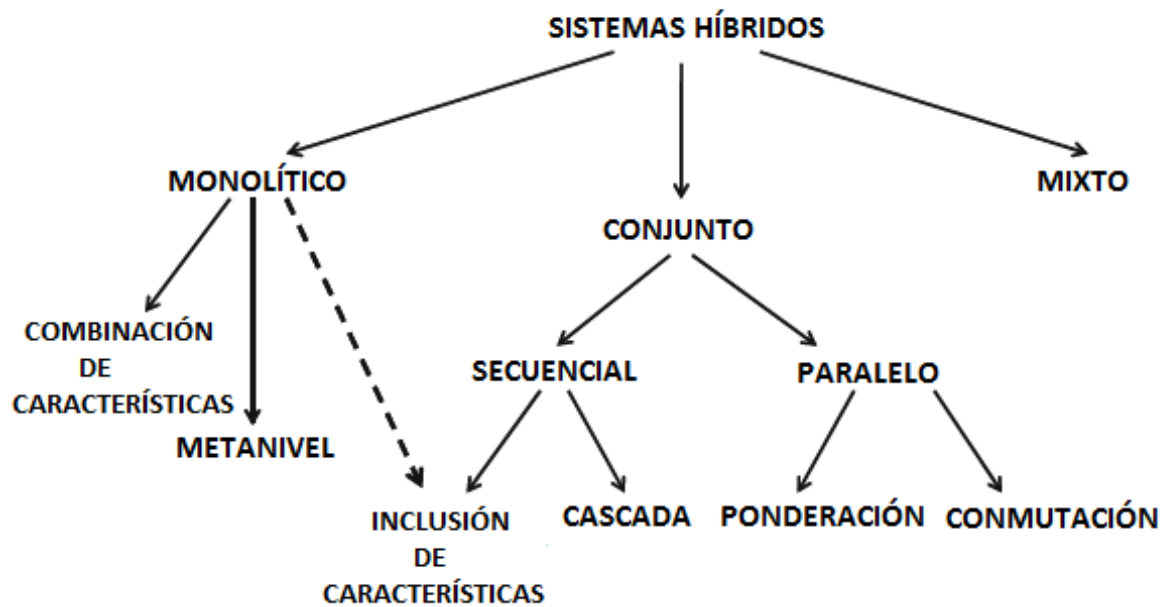 SISTEMAS HÍBRIDOS
MONOLÍTICO
MIXTO
CONJUNTO
COMBINACIÓN
DE
CARACTERÍSTICAS
SECUENCIAL
PARALELO
METANIVEL
INCLUSIÓN
DE
CARACTERÍSTICAS
CASCADA
PONDERACIÓN
CONMUTACIÓN